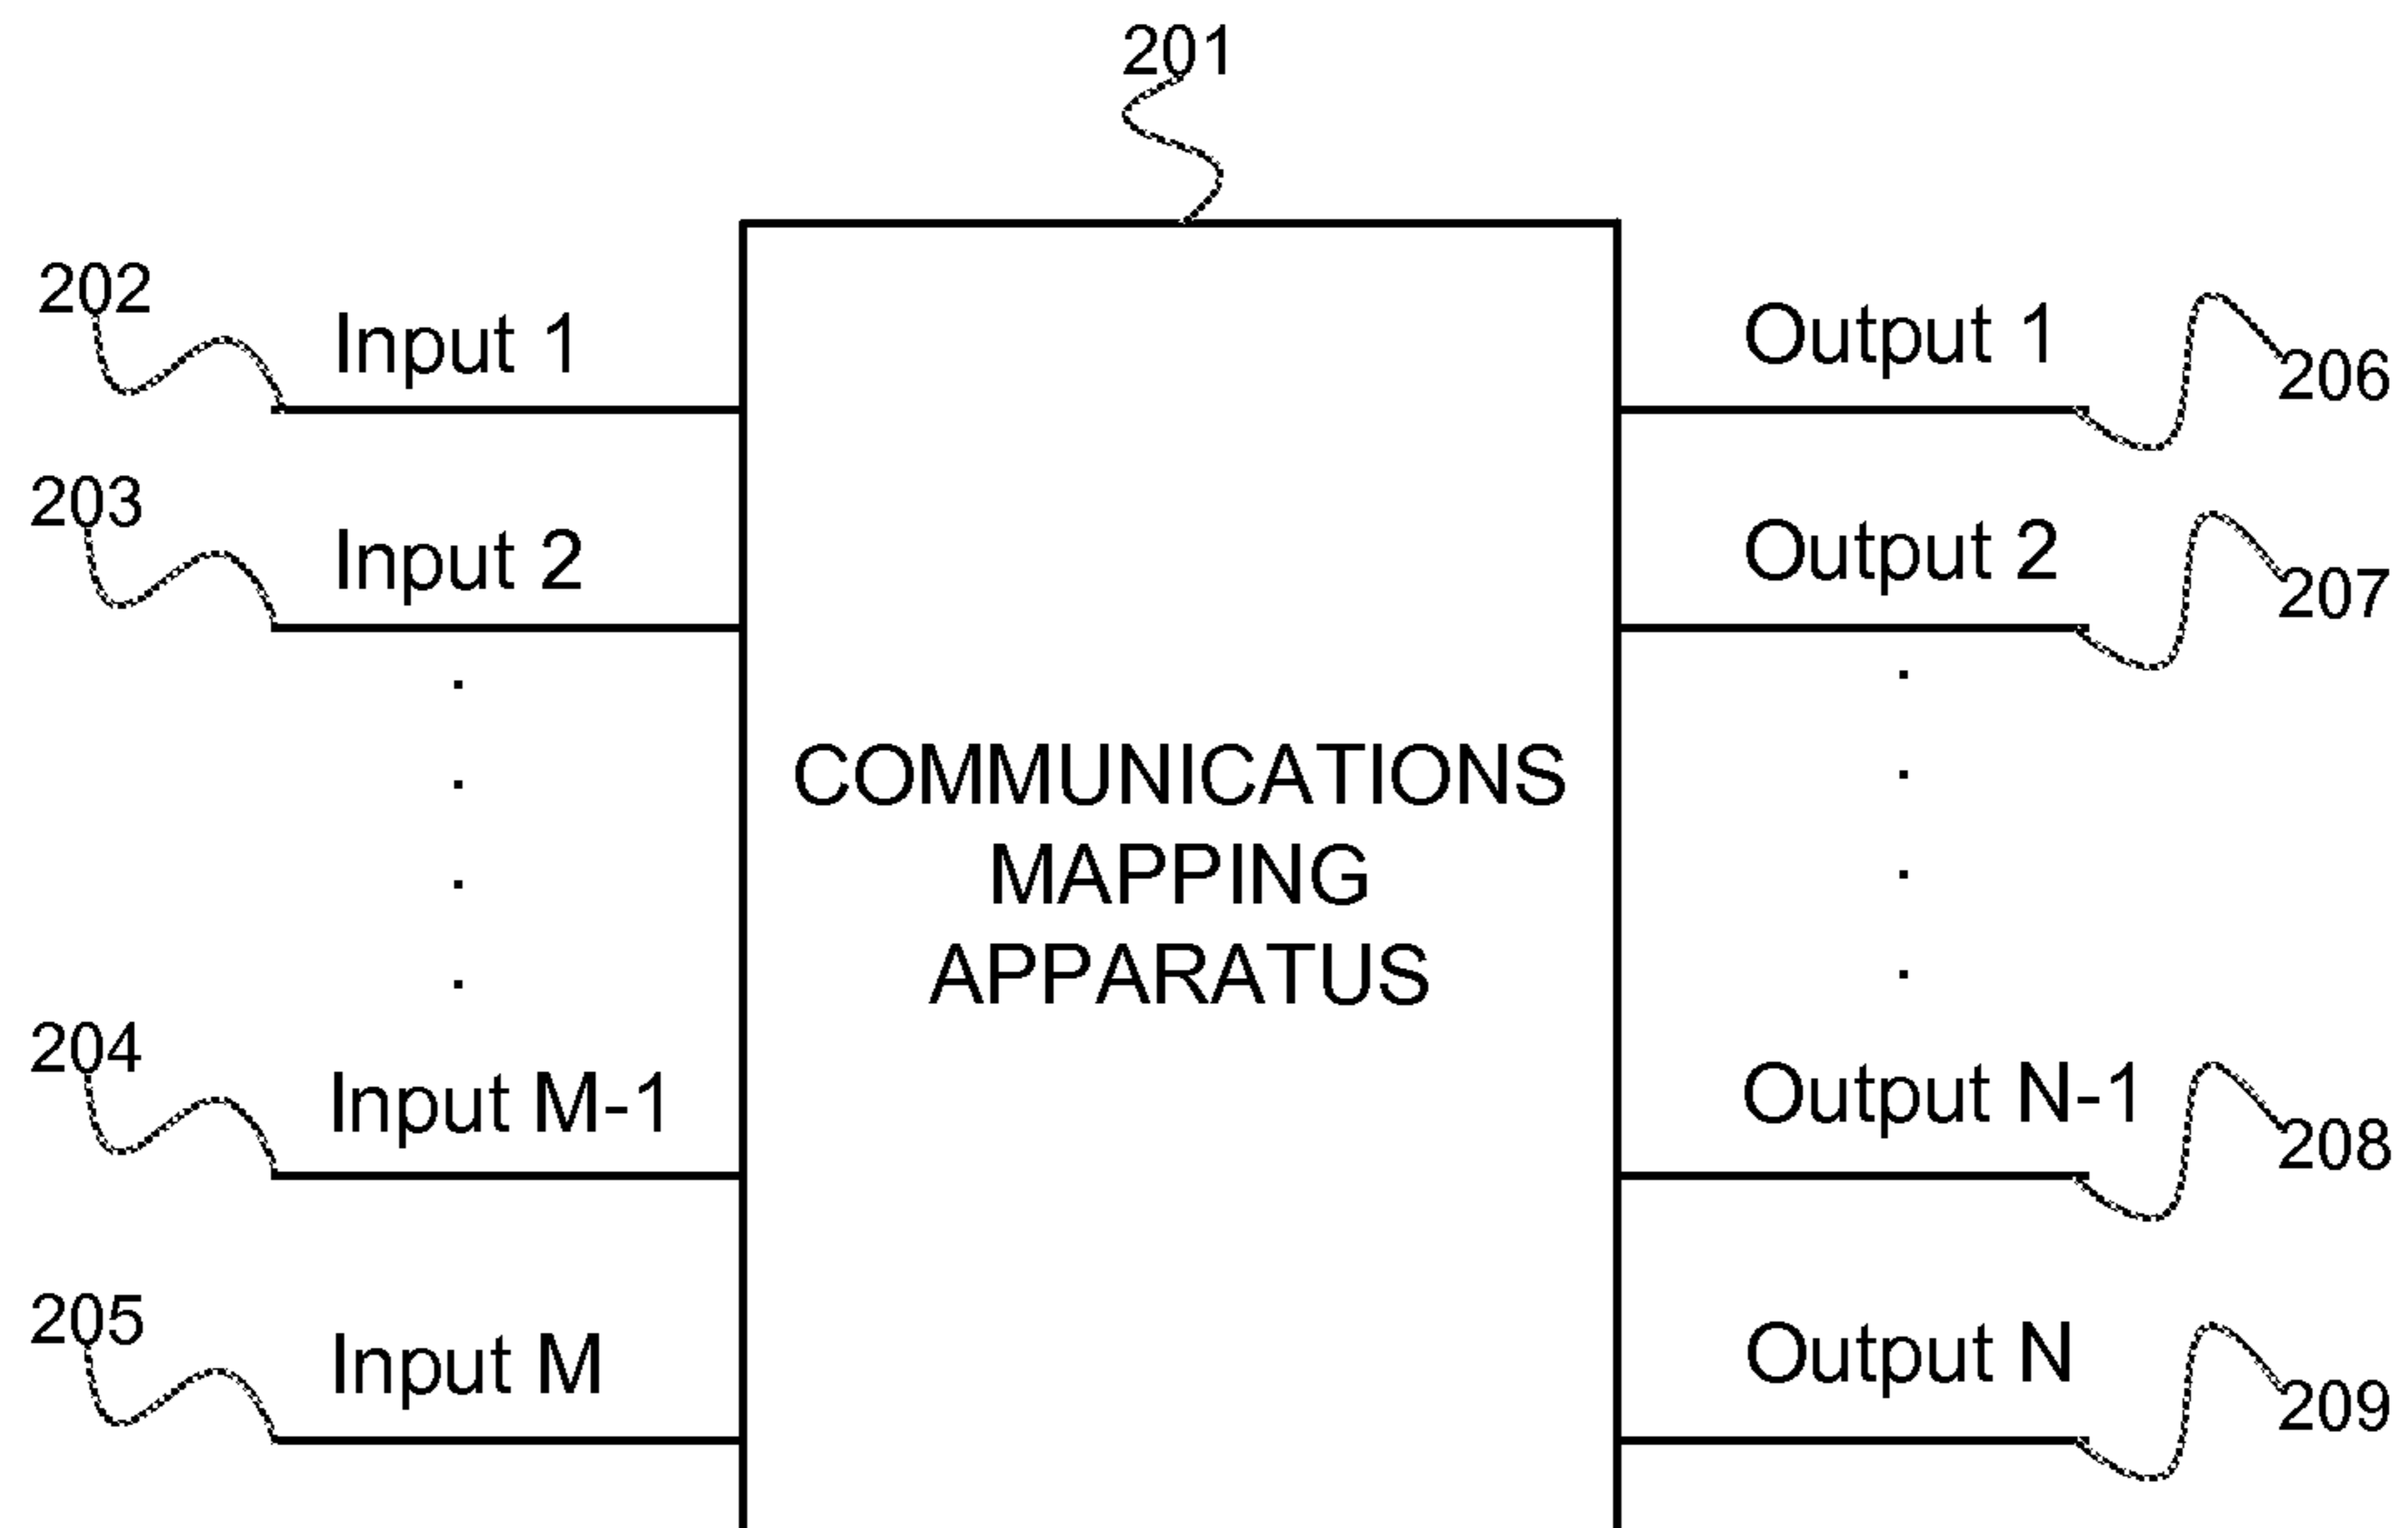 201
202
Input 1
Output 1
206
203
Input 2
Output 2
207
COMMUNICATIONS
MAPPING
APPARATUS
204
Input M-1
Output N-1
208
205
Input M
Output N
209